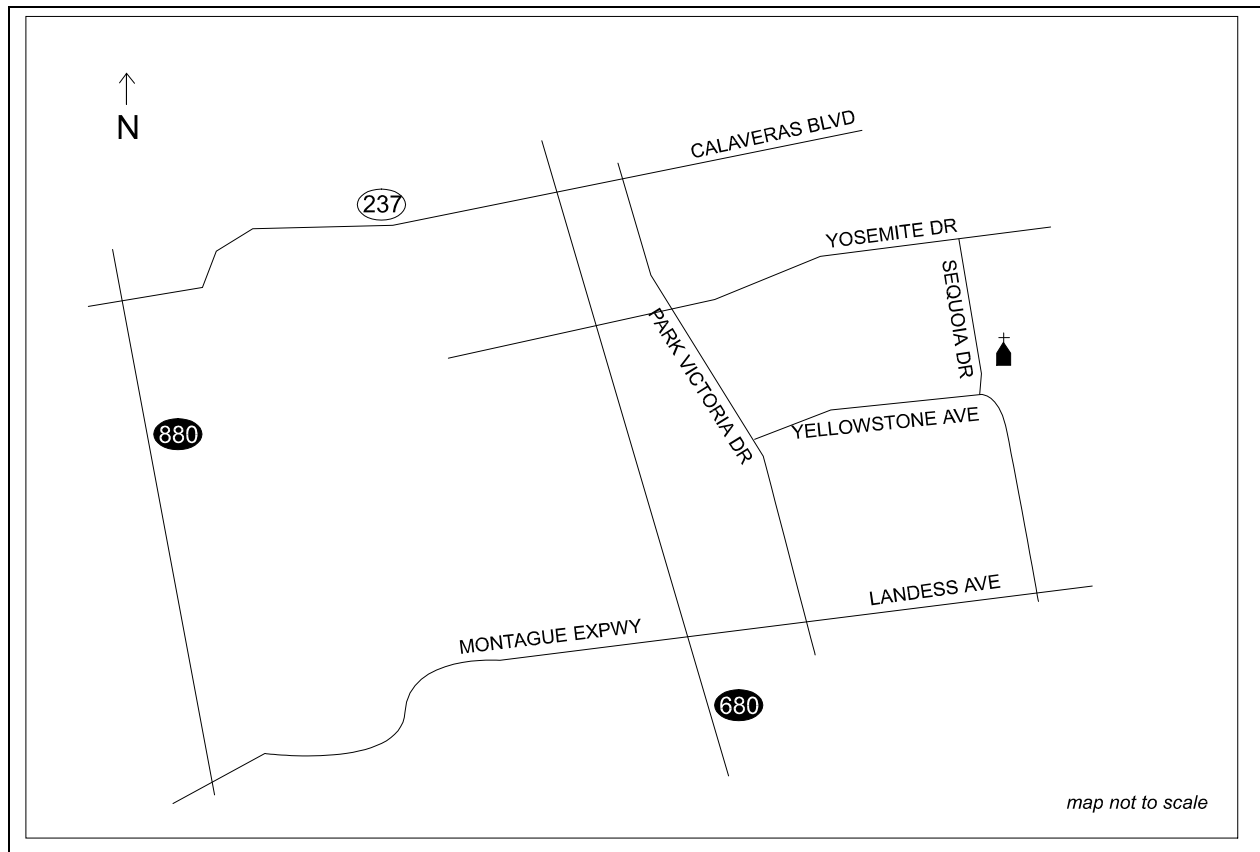 N
CALAVERAS BLVD
237
YOSEMITE DR
SEQUOIA DR
PARK VICTORIA DR
880
YELLOWSTONE AVE
LANDESS AVE
MONTAGUE EXPWY
680
map not to scale